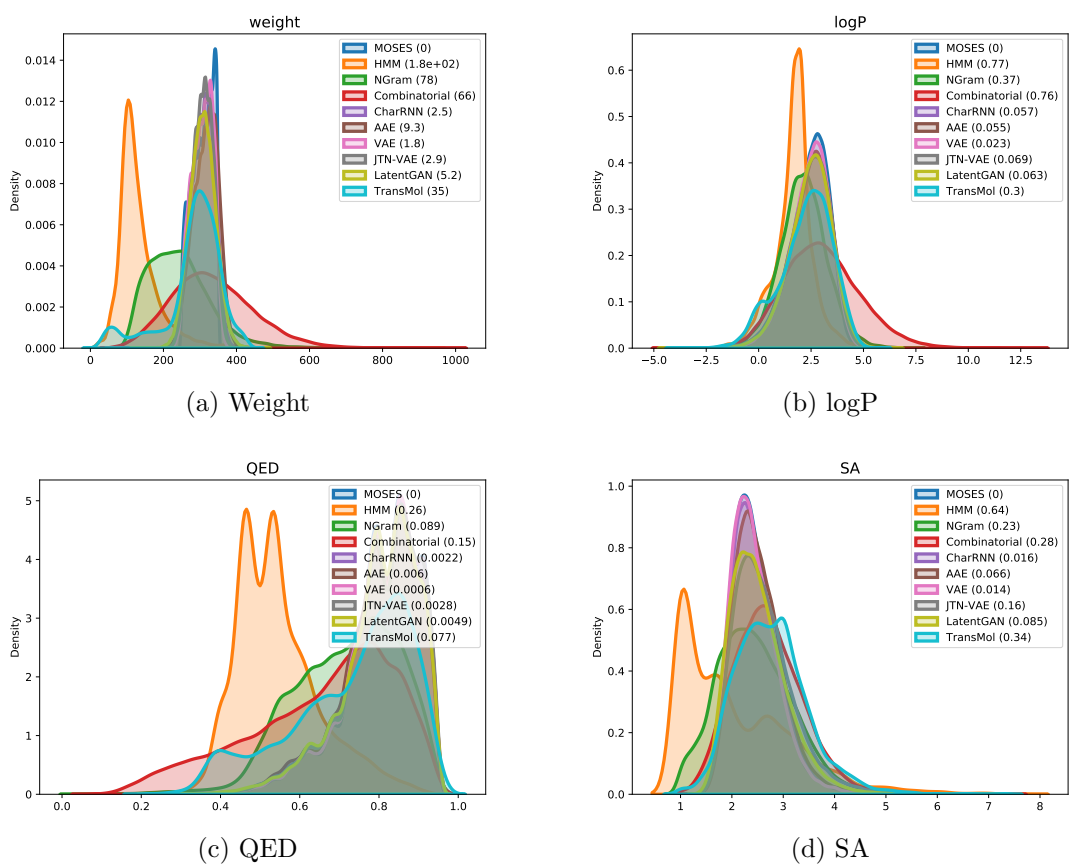 weight
0.014
0.012
0.010
0.008
0.006
0.004
0.002
0.000
Density
0
200
400
600
800
1000
MOSES (0)
HMM (1.8e+02)
NGram (78)
Combinatorial (66)
CharRNN (2.5)
AAE (9.3)
VAE (1.8)
JTN-VAE (2.9)
LatentGAN (5.2)
TransMol (35)
(a) Weight
logP
0.6
0.5
0.4
0.3
0.2
0.1
0.0
Density
−5.0
−2.5
0.0
2.5
5.0
7.5
10.0
12.5
MOSES (0)
HMM (0.77)
NGram (0.37)
Combinatorial (0.76)
CharRNN (0.057)
AAE (0.055)
VAE (0.023)
JTN-VAE (0.069)
LatentGAN (0.063)
TransMol (0.3)
(b) logP
QED
5
4
3
2
1
0
Density
0.0
0.2
0.4
0.6
0.8
1.0
MOSES (0)
HMM (0.26)
NGram (0.089)
Combinatorial (0.15)
CharRNN (0.0022)
AAE (0.006)
VAE (0.0006)
JTN-VAE (0.0028)
LatentGAN (0.0049)
TransMol (0.077)
(c) QED
SA
1.0
0.8
0.6
0.4
0.2
0.0
Density
1
2
3
4
5
6
7
8
MOSES (0)
HMM (0.64)
NGram (0.23)
Combinatorial (0.28)
CharRNN (0.016)
AAE (0.066)
VAE (0.014)
JTN-VAE (0.16)
LatentGAN (0.085)
TransMol (0.34)
(d) SA